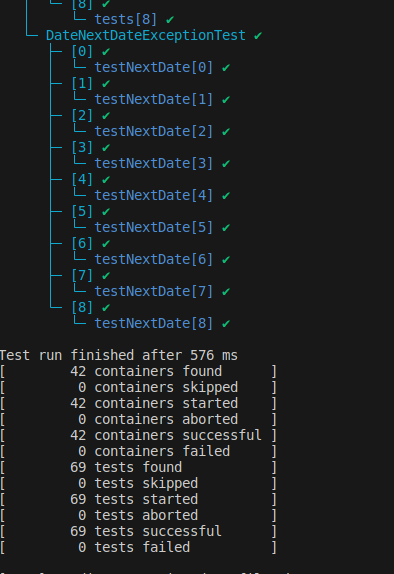 [8] ✔
tests[8] ✔
DateNextDateExceptionTest ✔
[0] ✔
testNextDate[0] ✔
[1] ✔
testNextDate[1] ✔
[2] ✔
testNextDate[2] ✔
[3] ✔
testNextDate[3] ✔
[4] ✔
testNextDate[4] ✔
[5] ✔
testNextDate[5] ✔
[6] ✔
testNextDate[6] ✔
[7] ✔
testNextDate[7] ✔
[8] ✔
testNextDate[8] ✔
Test run finished after 576 ms
[        42 containers found      ]
[         0 containers skipped    ]
[        42 containers started    ]
[         0 containers aborted    ]
[        42 containers successful ]
[         0 containers failed     ]
[        69 tests found           ]
[         0 tests skipped         ]
[        69 tests started         ]
[         0 tests aborted         ]
[        69 tests successful      ]
[         0 tests failed          ]